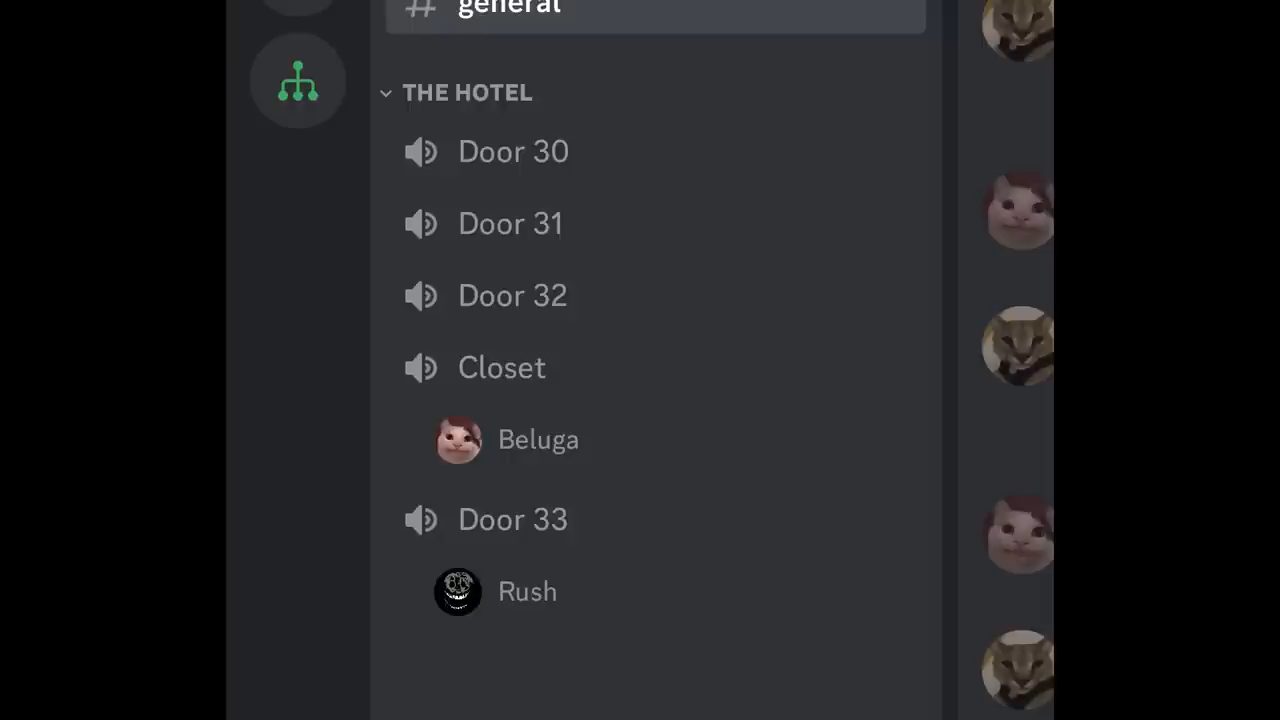 # general
THE HOTEL
Door 30
Door 31
Door 32
Closet
Beluga
Door 33
Rush